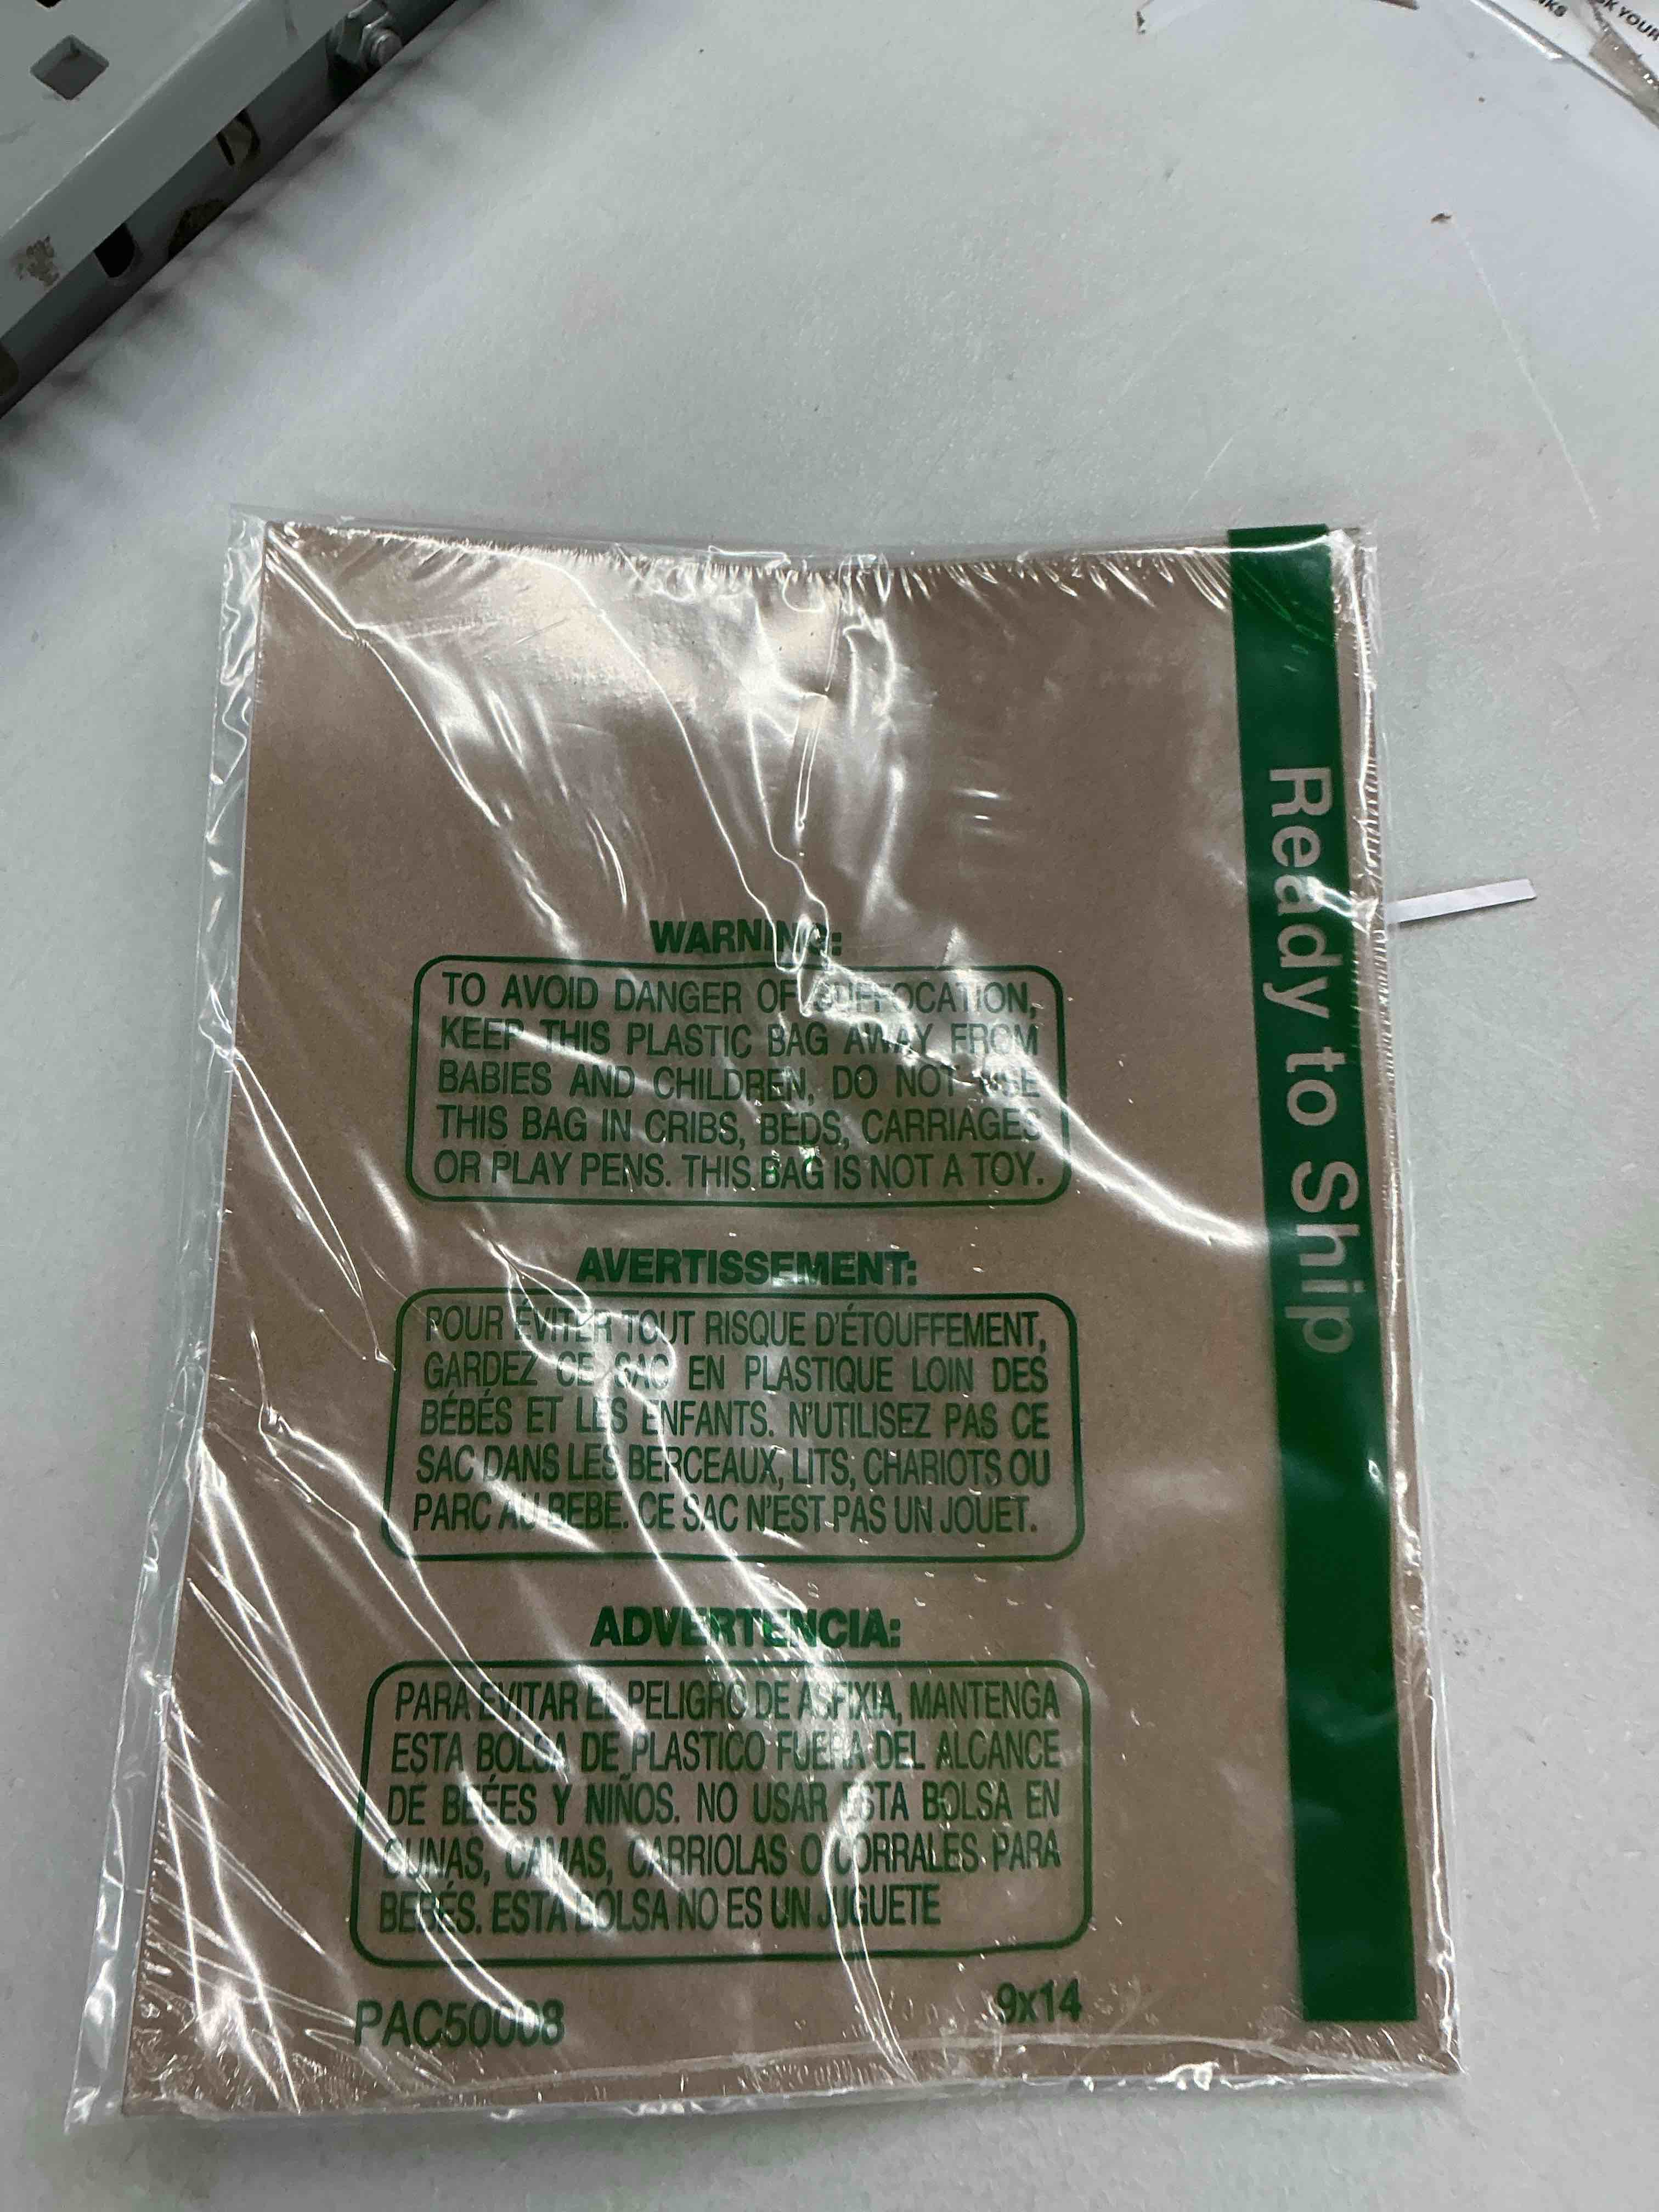 SK YOUR
WARNING:
TO AVOID DANGER OF SUFFOCATION,
KEEP THIS PLASTIC BAG AWAY FROM
BABIES AND CHILDREN, DO NOT USE
THIS BAG IN CRIBS, BEDS, CARRIAGES
OR PLAY PENS. THIS BAG IS NOT A TOY.
AVERTISSEMENT:
POUR ÉVITER TOUT RISQUE D'ÉTOUFFEMENT,
GARDEZ CE SAC EN PLASTIQUE LOIN DES
BÉBÉS ET LES ENFANTS. N'UTILISEZ PAS CE
SAC DANS LES BERCEAUX, LITS, CHARIOTS OU
PARC AU BEBE. CE SAC N'EST PAS UN JOUET.
ADVERTENCIA:
PARA EVITAR EL PELIGRO DE ASFIXIA, MANTENGA
ESTA BOLSA DE PLASTICO FUERA DEL ALCANCE
DE BEÉES Y NIÑOS. NO USAR ESTA BOLSA EN
CUNAS, CAMAS, CARRIOLAS O CORRALES PARA
BEBÉS. ESTA BOLSA NO ES UN JUGUETE
PAC50008
9x14
Ready to Ship